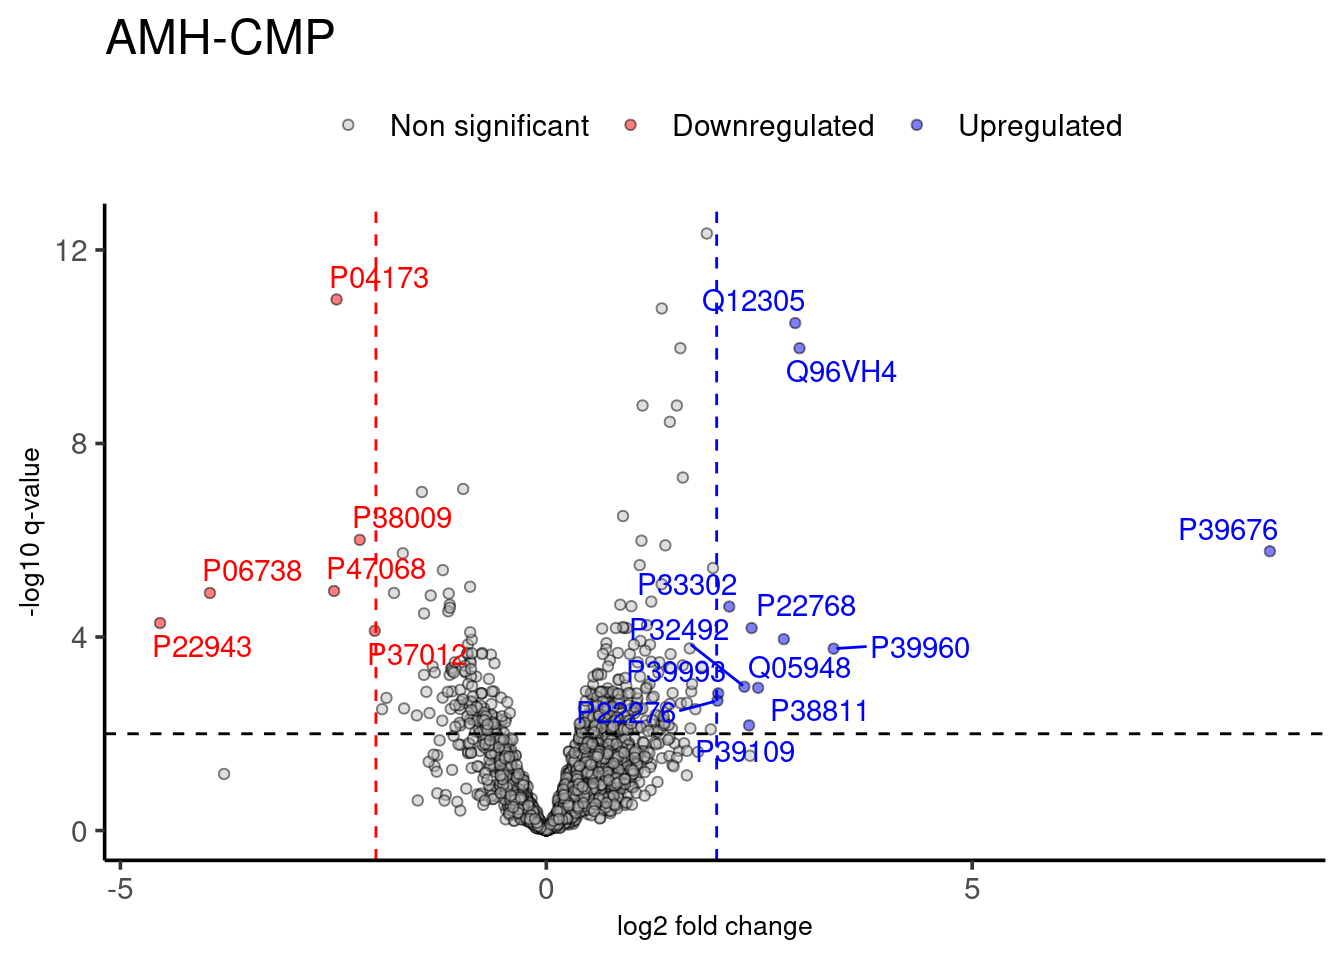 AMH-CMP
Non significant Downregulated Upregulated
12
P04173
Q12305
Q96VH4
8
-log10 q-value
P38009
P39676
P06738
P47068
P33302
P22768
P32492
4
P22943
P37012
P39960
P39993
Q05948
P22276
P38811
P39109
0
-5 0 5
log2 fold change